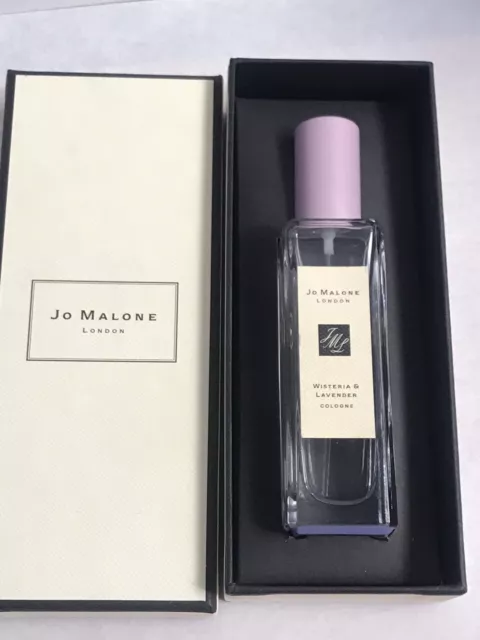 Jo Malone
London
Jo Malone
London
JML
Wisteria &
Lavender
Cologne